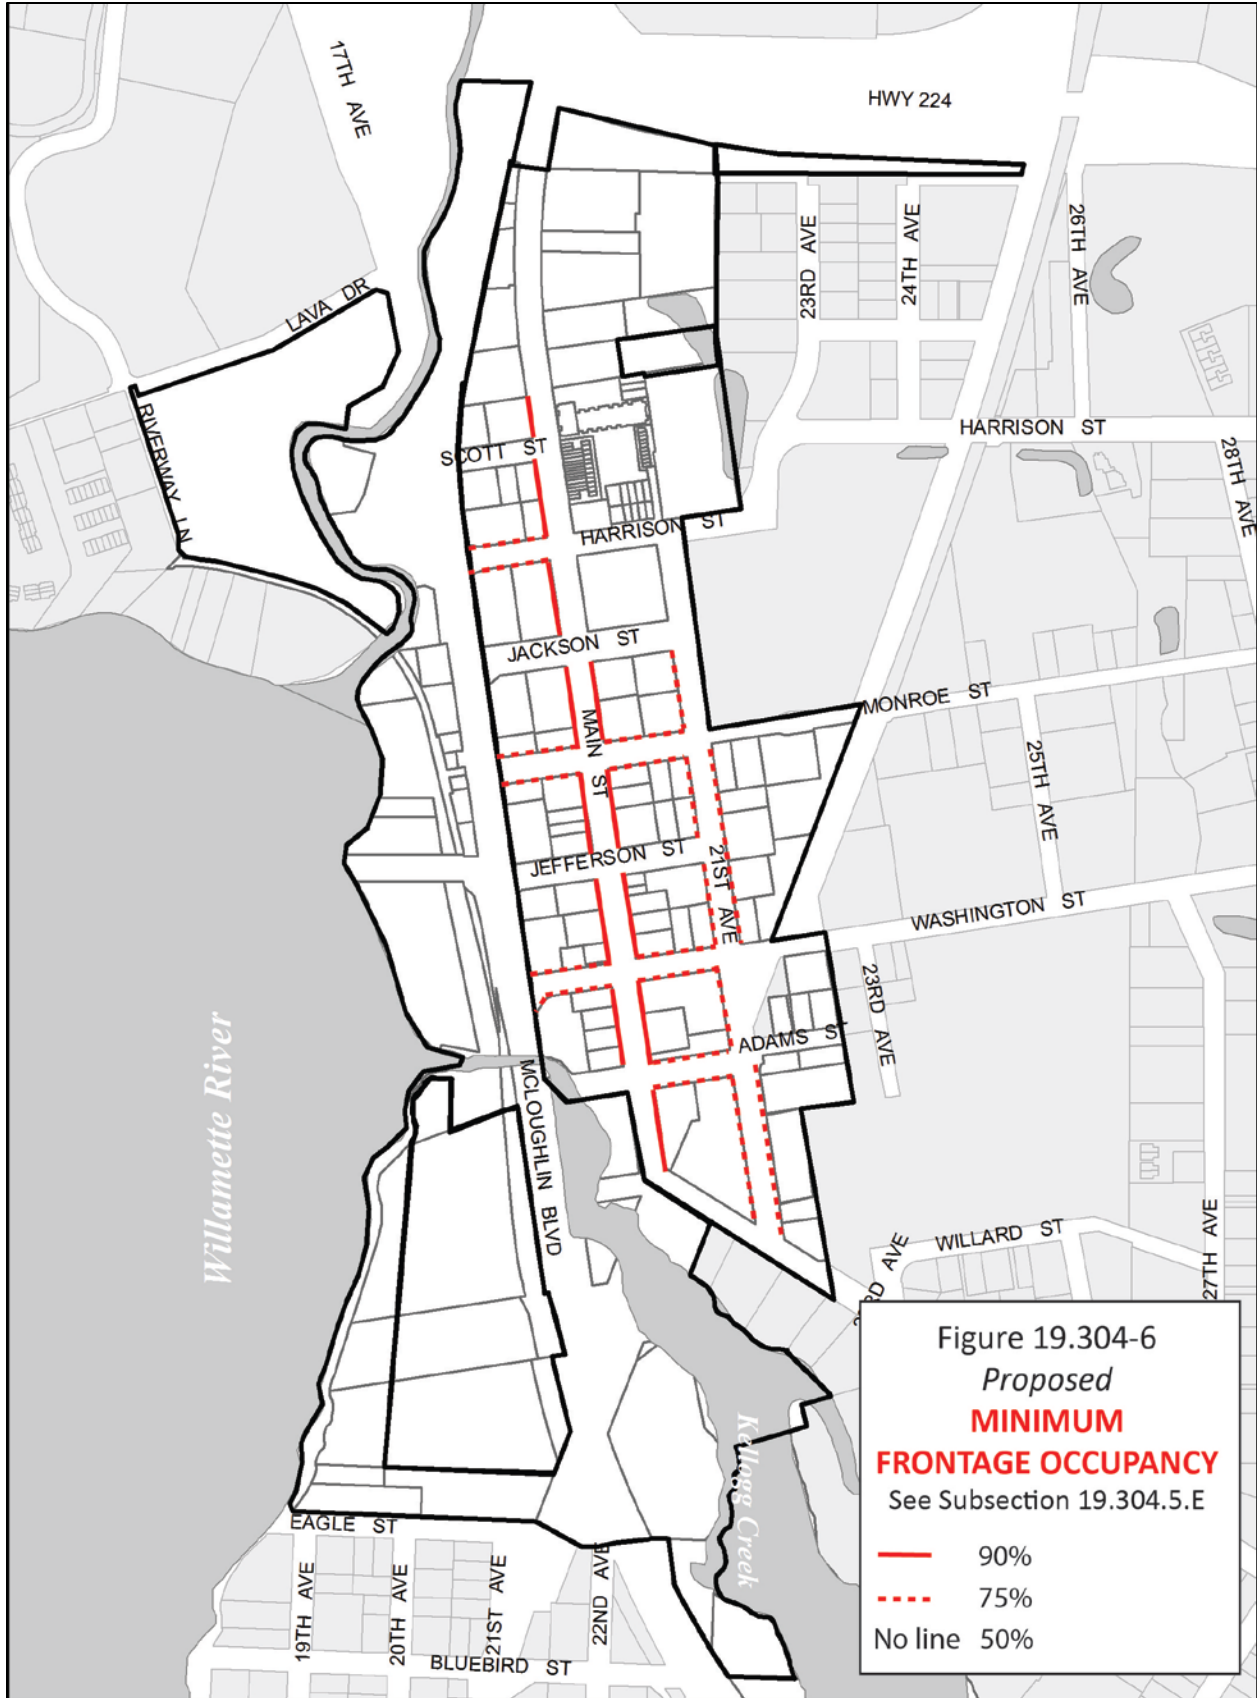 17TH AVE
HWY 224
23RD AVE
24TH AVE
26TH AVE
LAVA DR
RIVERWAY LN
SCOTT ST
HARRISON ST
HARRISON ST
28TH AVE
JACKSON ST
MAIN ST
MONROE ST
25TH AVE
JEFFERSON ST
21ST AVE
WASHINGTON ST
23RD AVE
ADAMS ST
Willamette River
MCLOUGHLIN BLVD
WILLARD ST
27TH AVE
RD AVE
Kellogg Creek
EAGLE ST
19TH AVE
20TH AVE
21ST AVE
22ND AVE
BLUEBIRD ST
Figure 19.304-6
Proposed
MINIMUM
FRONTAGE OCCUPANCY
See Subsection 19.304.5.E
90%
75%
No line 50%